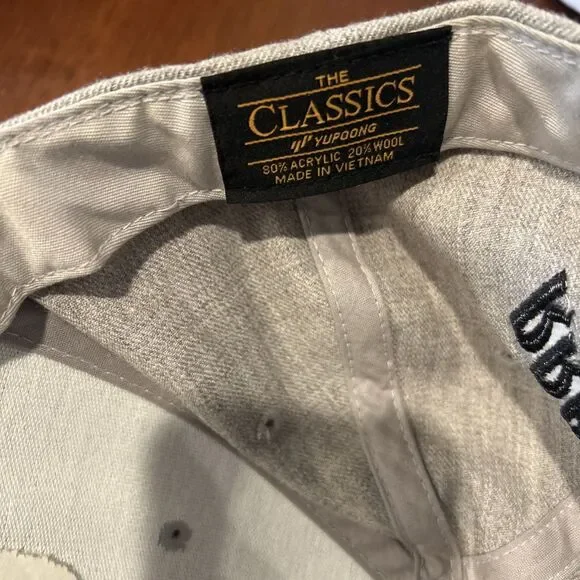 THE
CLASSICS
YUPOONG
80% ACRYLIC 20% WOOL
MADE IN VIETNAM